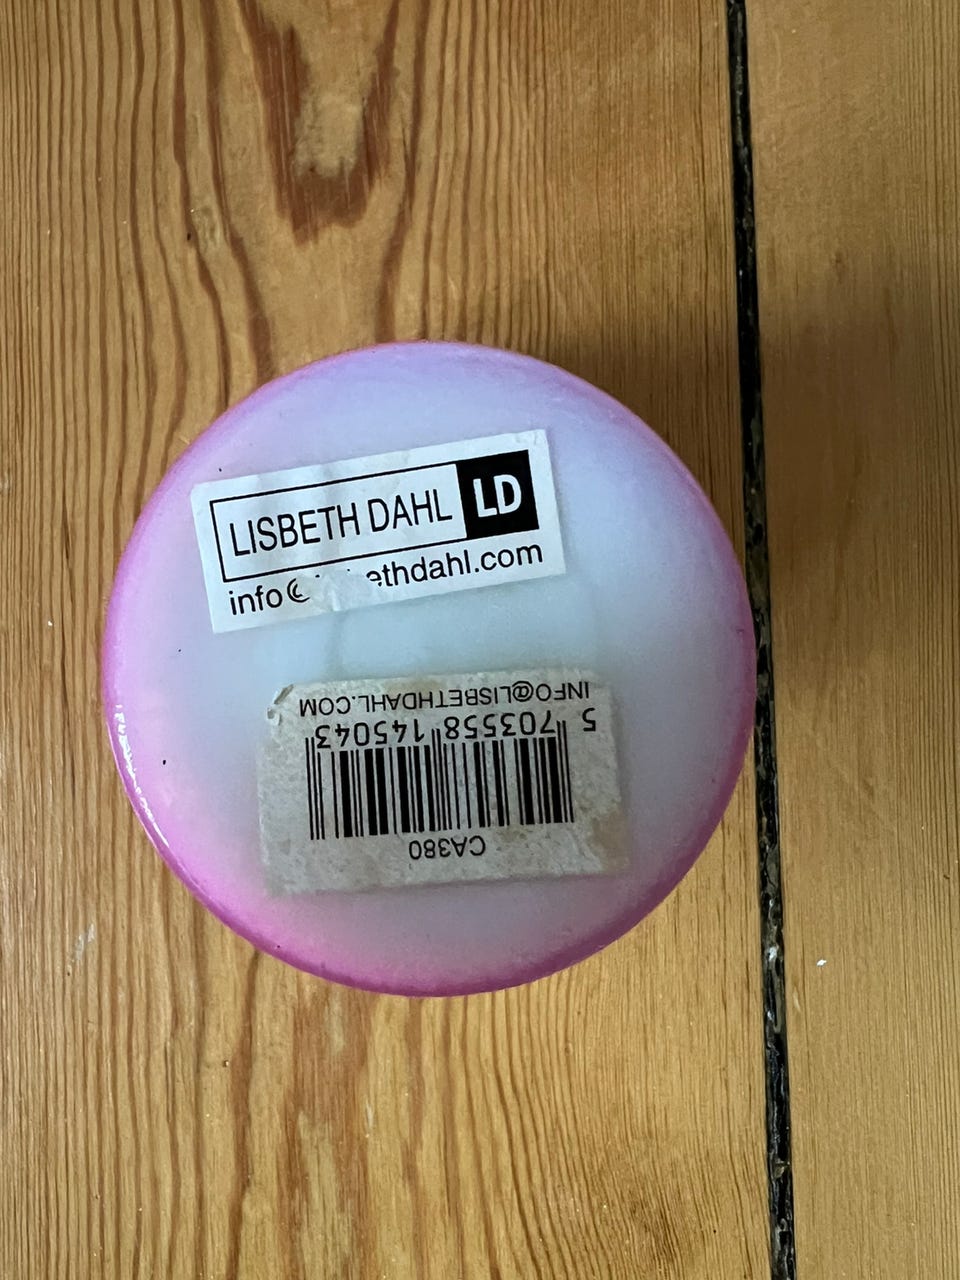 LISBETH DAHL LD
info@ ethdahl.com
CA380
5 703558 145043
INFO@LISBETHDAHL.COM